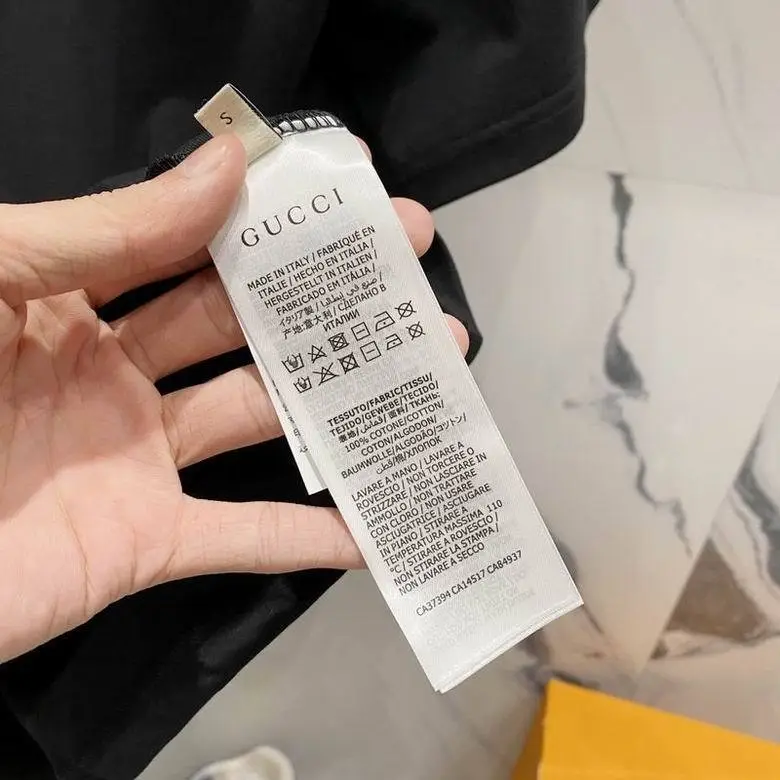 S
GUCCI
MADE IN ITALY / FABRIQUÉ EN
ITALIE / HECHO EN ITALIA /
HERGESTELLT IN ITALIEN /
FABRICADO EM ITÁLIA /
イタリア製 / صنع في إيطاليا /
产地:意大利 / СДЕЛАНО В
ИТАЛИИ
TESSUTO/FABRIC/TISSU/
TEJIDO/GEWEBE/TECIDO/
表地/قماش/面料/ТКАНЬ:
100% COTONE/COTTON/
COTON/ALGODON/
BAUMWOLLE/ALGODÃO/コットン/
قطن/棉/ХЛОПОК
LAVARE A MANO / LAVARE A
ROVESCIO / NON TORCERE O
STRIZZARE / NON LASCIARE IN
AMMOLLO / NON TRATTARE
CON CLORO / NON USARE
ASCIUGATRICE / ASCIUGARE
IN PIANO / STIRARE A
TEMPERATURA MASSIMA 110
°C / STIRARE A ROVESCIO /
NON STIRARE LA STAMPA /
NON LAVARE A SECCO
CA37394 CA14517 CA84937